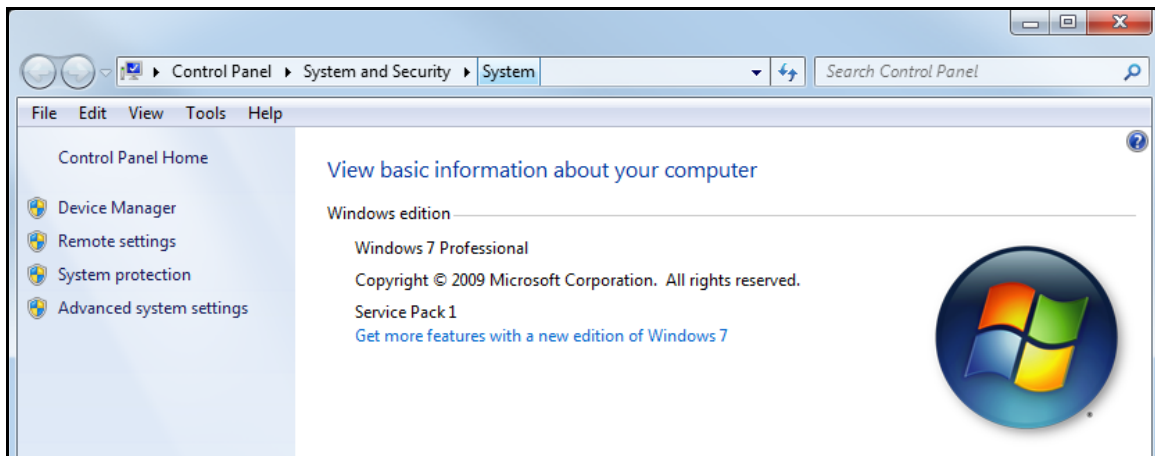 Control Panel ▸ System and Security ▸ System
Search Control Panel
File Edit View Tools Help
Control Panel Home
Device Manager
Remote settings
System protection
Advanced system settings
View basic information about your computer
Windows edition
Windows 7 Professional
Copyright © 2009 Microsoft Corporation. All rights reserved.
Service Pack 1
Get more features with a new edition of Windows 7